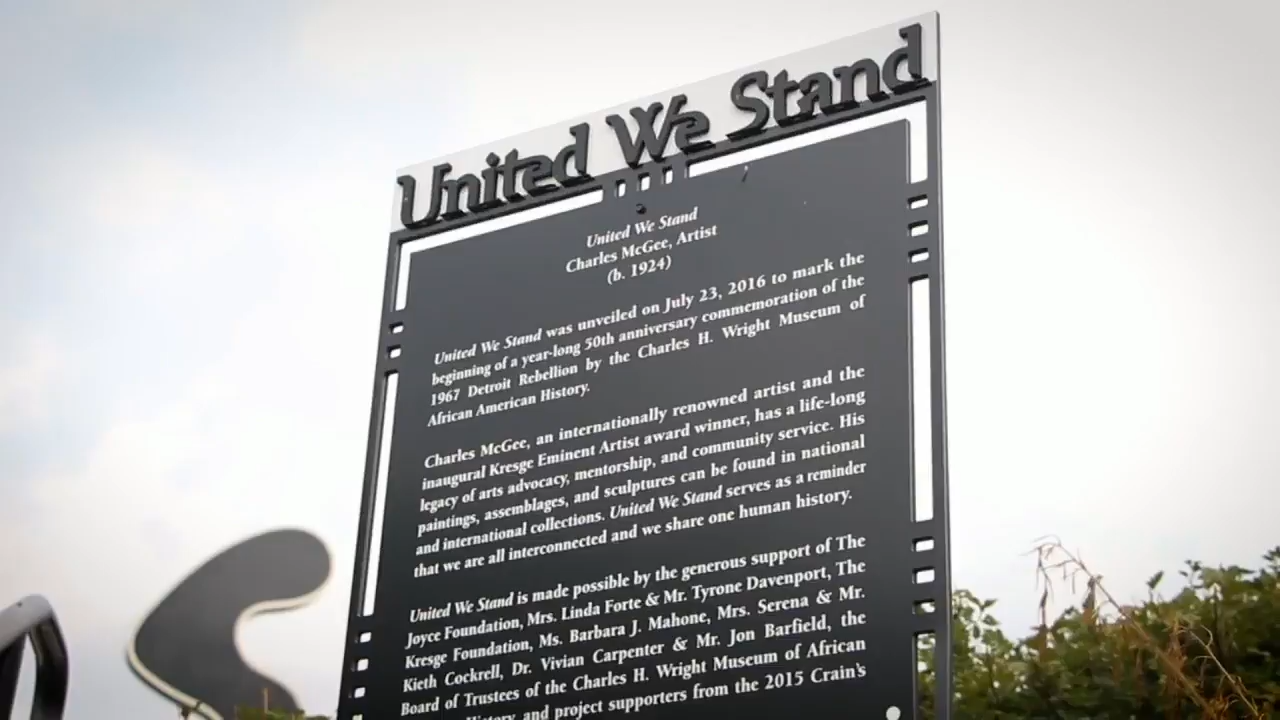 United We Stand
United We Stand
Charles McGee, Artist
(b. 1924)
United We Stand was unveiled on July 23, 2016 to mark the
beginning of a year-long 50th anniversary commemoration of the
1967 Detroit Rebellion by the Charles H. Wright Museum of
African American History.
Charles McGee, an internationally renowned artist and the
inaugural Kresge Eminent Artist award winner, has a life-long
legacy of arts advocacy, mentorship, and community service. His
paintings, assemblages, and sculptures can be found in national
and international collections. United We Stand serves as a reminder
that we are all interconnected and we share one human history.
United We Stand is made possible by the generous support of The
Joyce Foundation, Mrs. Linda Forte & Mr. Tyrone Davenport, The
Kresge Foundation, Ms. Barbara J. Mahone, Mrs. Serena & Mr.
Kieth Cockrell, Dr. Vivian Carpenter & Mr. Jon Barfield, the
Board of Trustees of the Charles H. Wright Museum of African
History, and project supporters from the 2015 Crain's